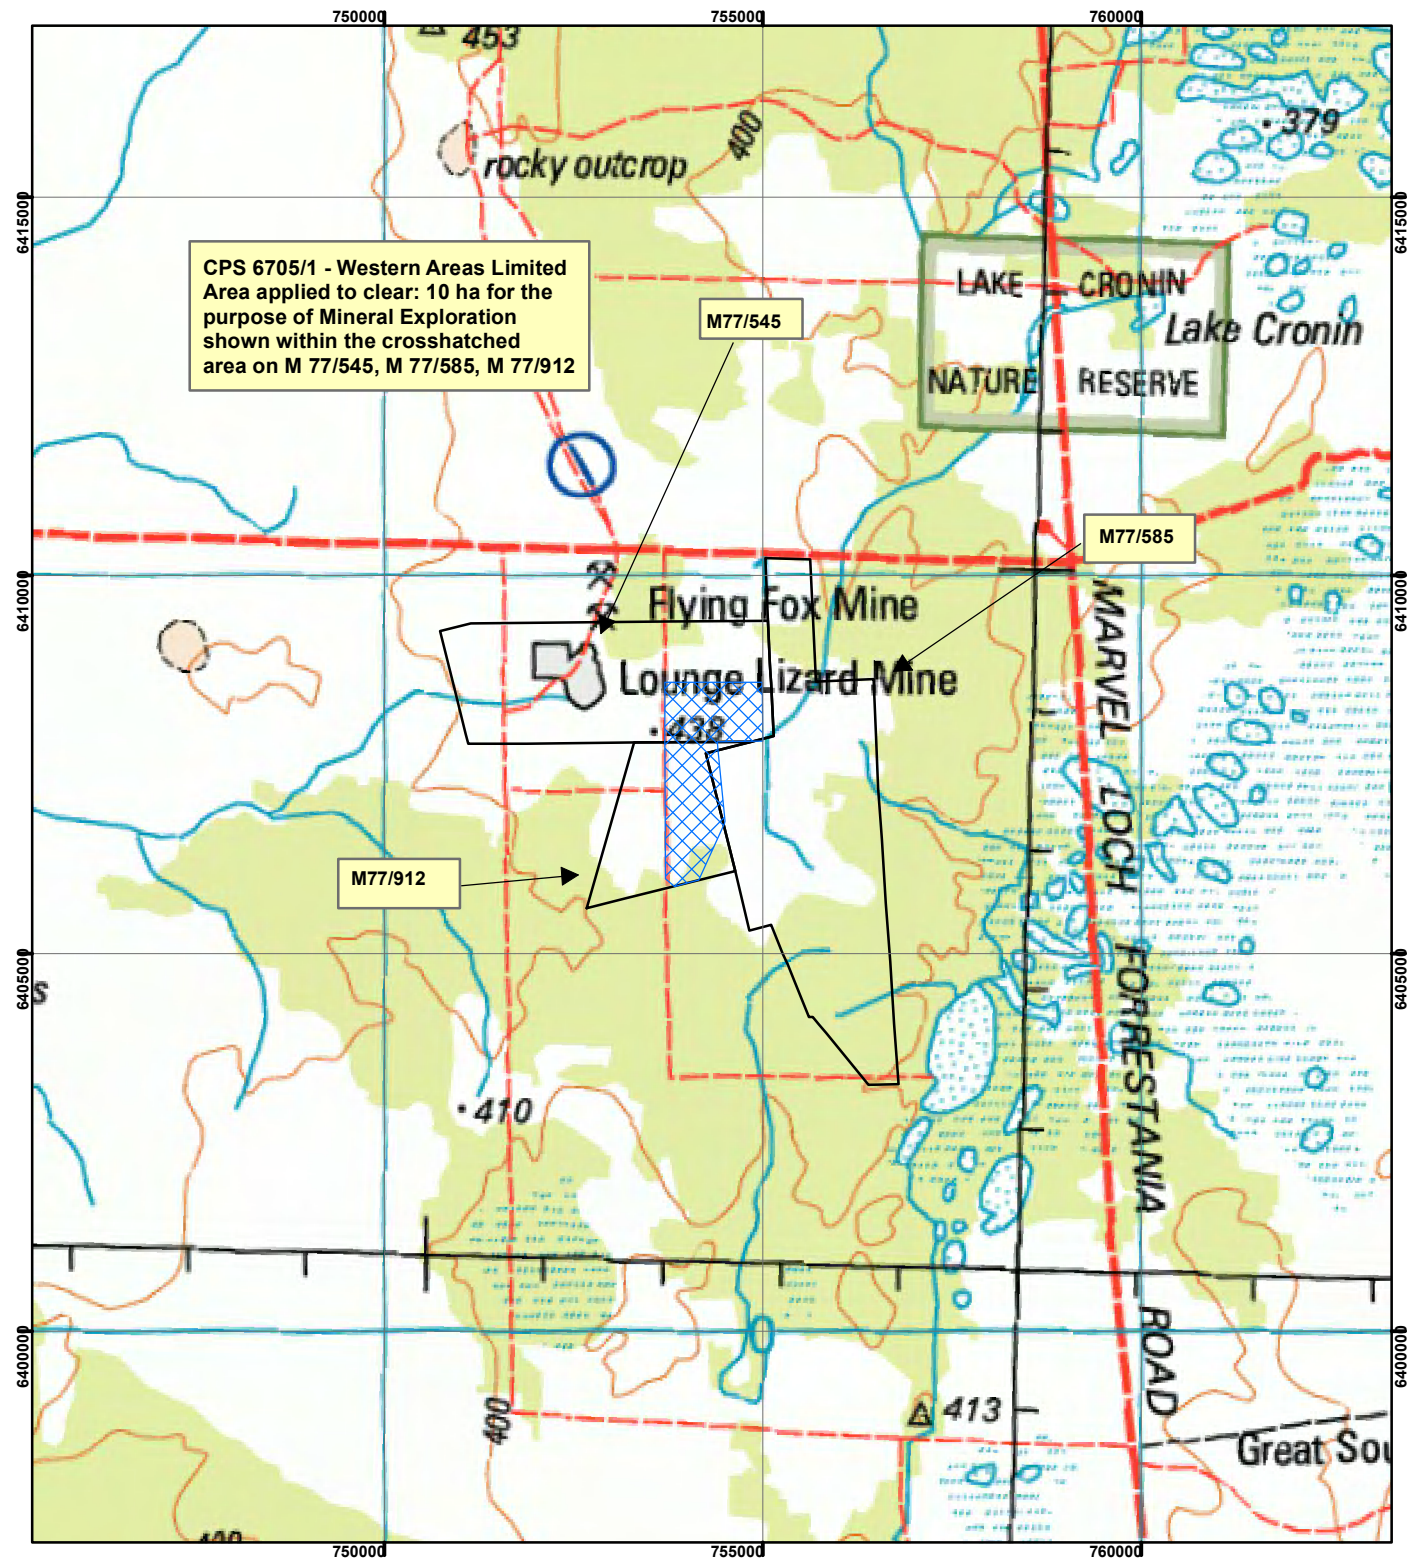 750000 755000 760000
453
400
379
rocky outcrop
6415000 6415000
CPS 6705/1 - Western Areas Limited
Area applied to clear: 10 ha for the
purpose of Mineral Exploration
shown within the crosshatched
area on M 77/545, M 77/585, M 77/912
LAKE CRONIN
M77/545
Lake Cronin
NATURE RESERVE
M77/585
6410000 6410000
Flying Fox Mine
Lounge Lizard Mine
438
MARVEL LOCH FORRESTANIA ROAD
M77/912
6405000 6405000
s
410
6400000 6400000
400
413
Great Sou
750000 755000 760000